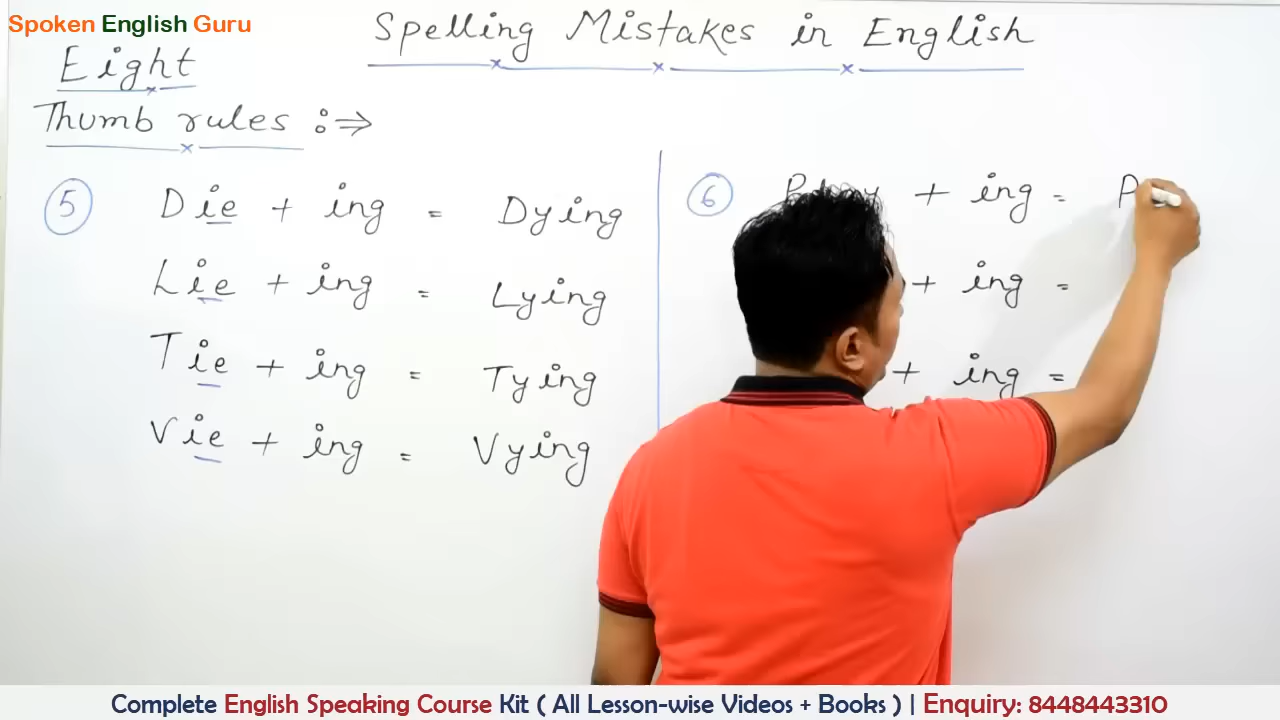 Spoken English Guru
Spelling Mistakes in English
Eight
Thumb rules :⇒
5 Die + ing = Dying
Lie + ing = Lying
Tie + ing = Tying
Vie + ing = Vying
6 + ing = P
+ ing =
+ ing =
Complete English Speaking Course Kit ( All Lesson-wise Videos + Books ) | Enquiry: 8448443310